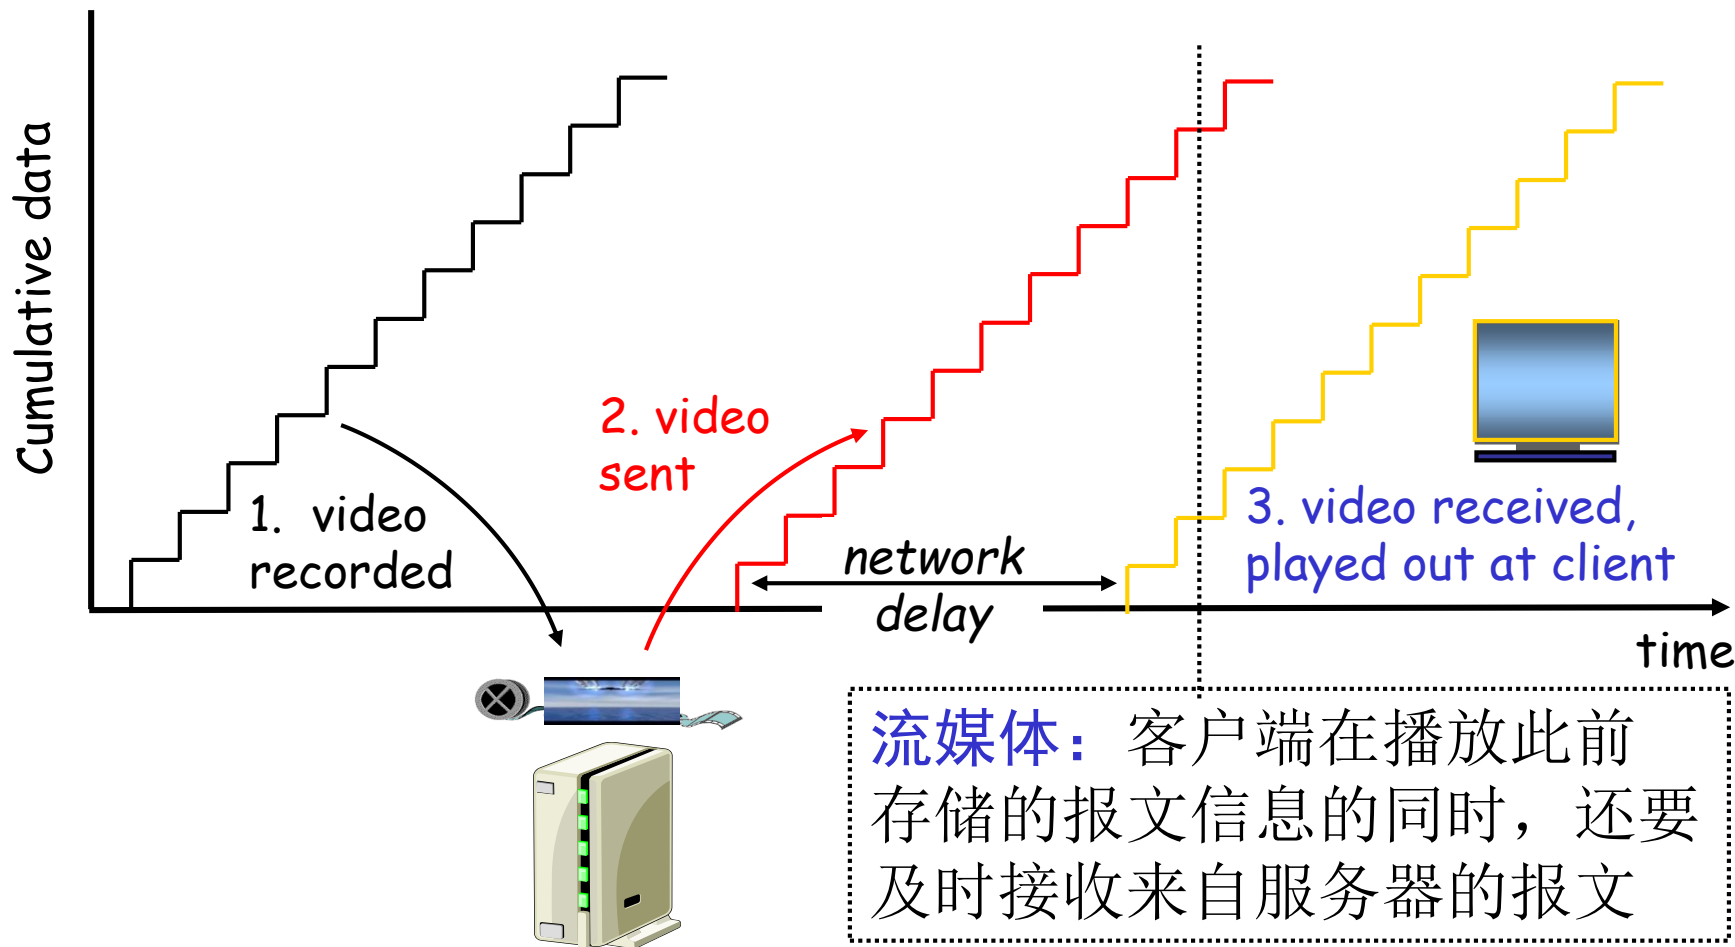 Cumulative data
1. video
recorded
2. video
sent
network
delay
3. video received,
played out at client
time
流媒体：客户端在播放此前
存储的报文信息的同时，还要
及时接收来自服务器的报文